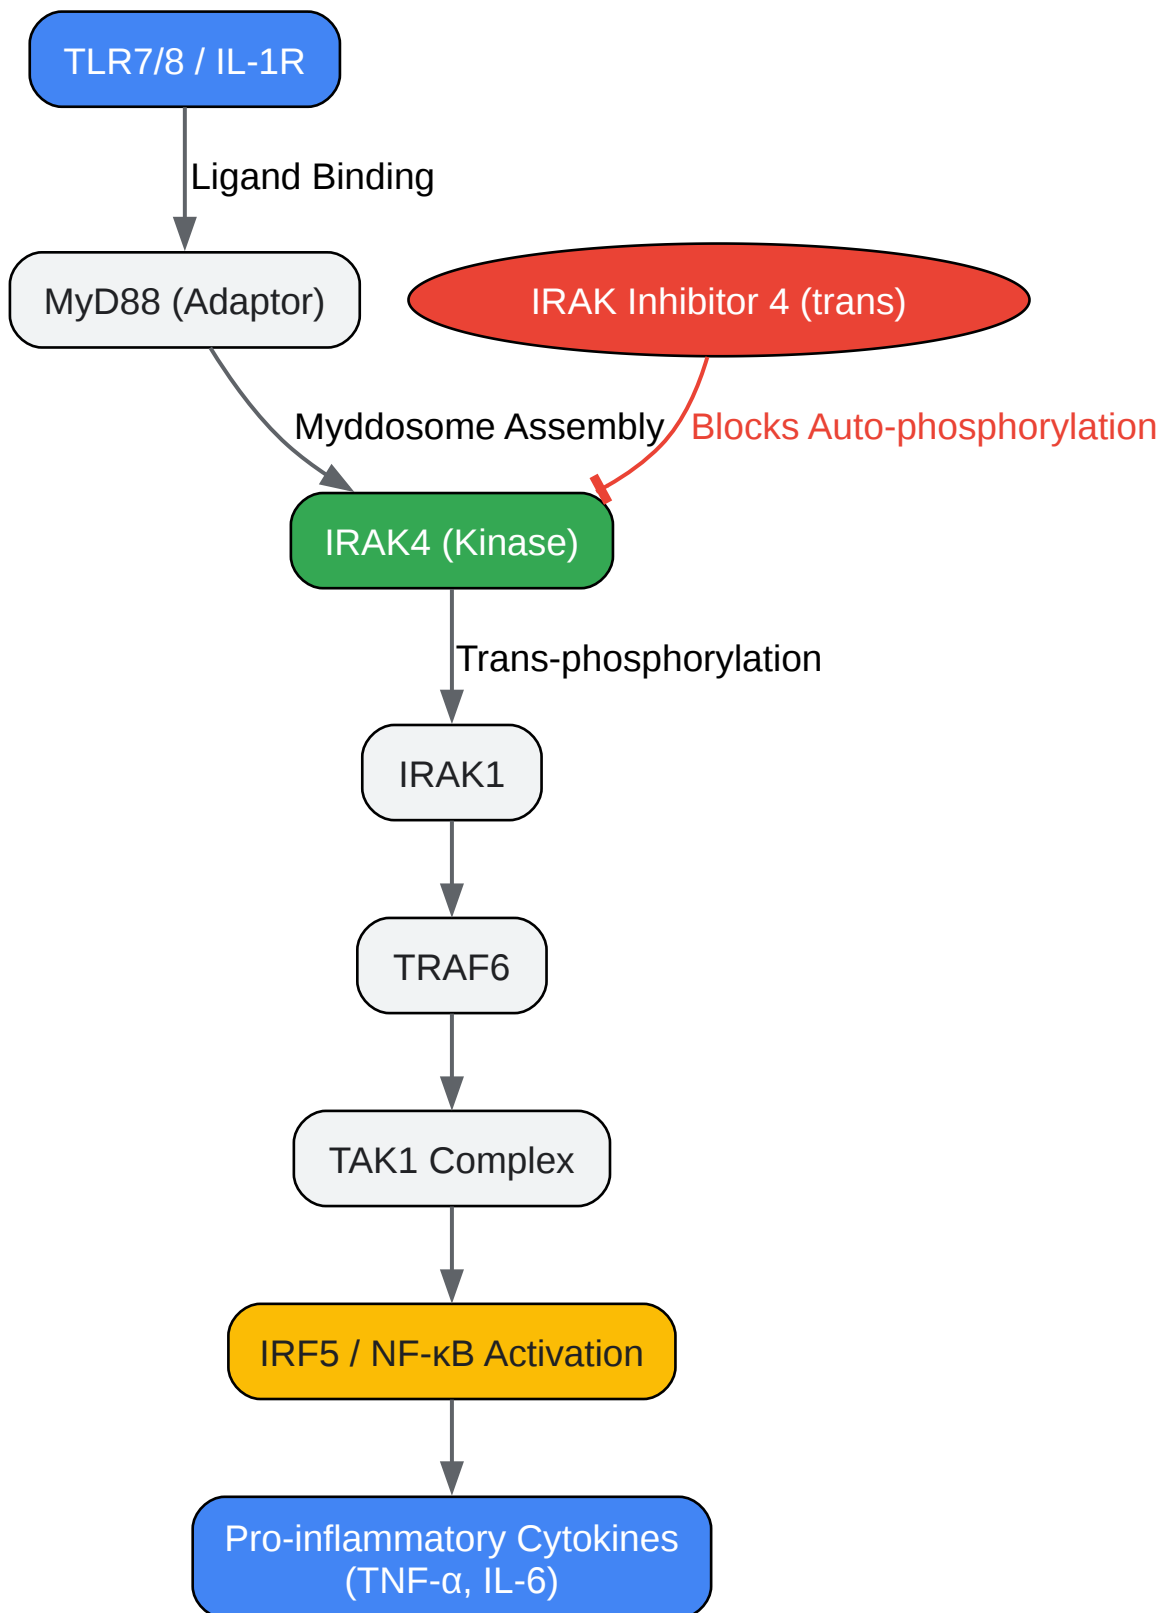 TLR7/8 / IL-1R
Ligand Binding
MyD88 (Adaptor)
IRAK Inhibitor 4 (trans)
Myddosome Assembly
Blocks Auto-phosphorylation
IRAK4 (Kinase)
Trans-phosphorylation
IRAK1
TRAF6
TAK1 Complex
IRF5 / NF-κB Activation
Pro-inflammatory Cytokines
(TNF-α, IL-6)